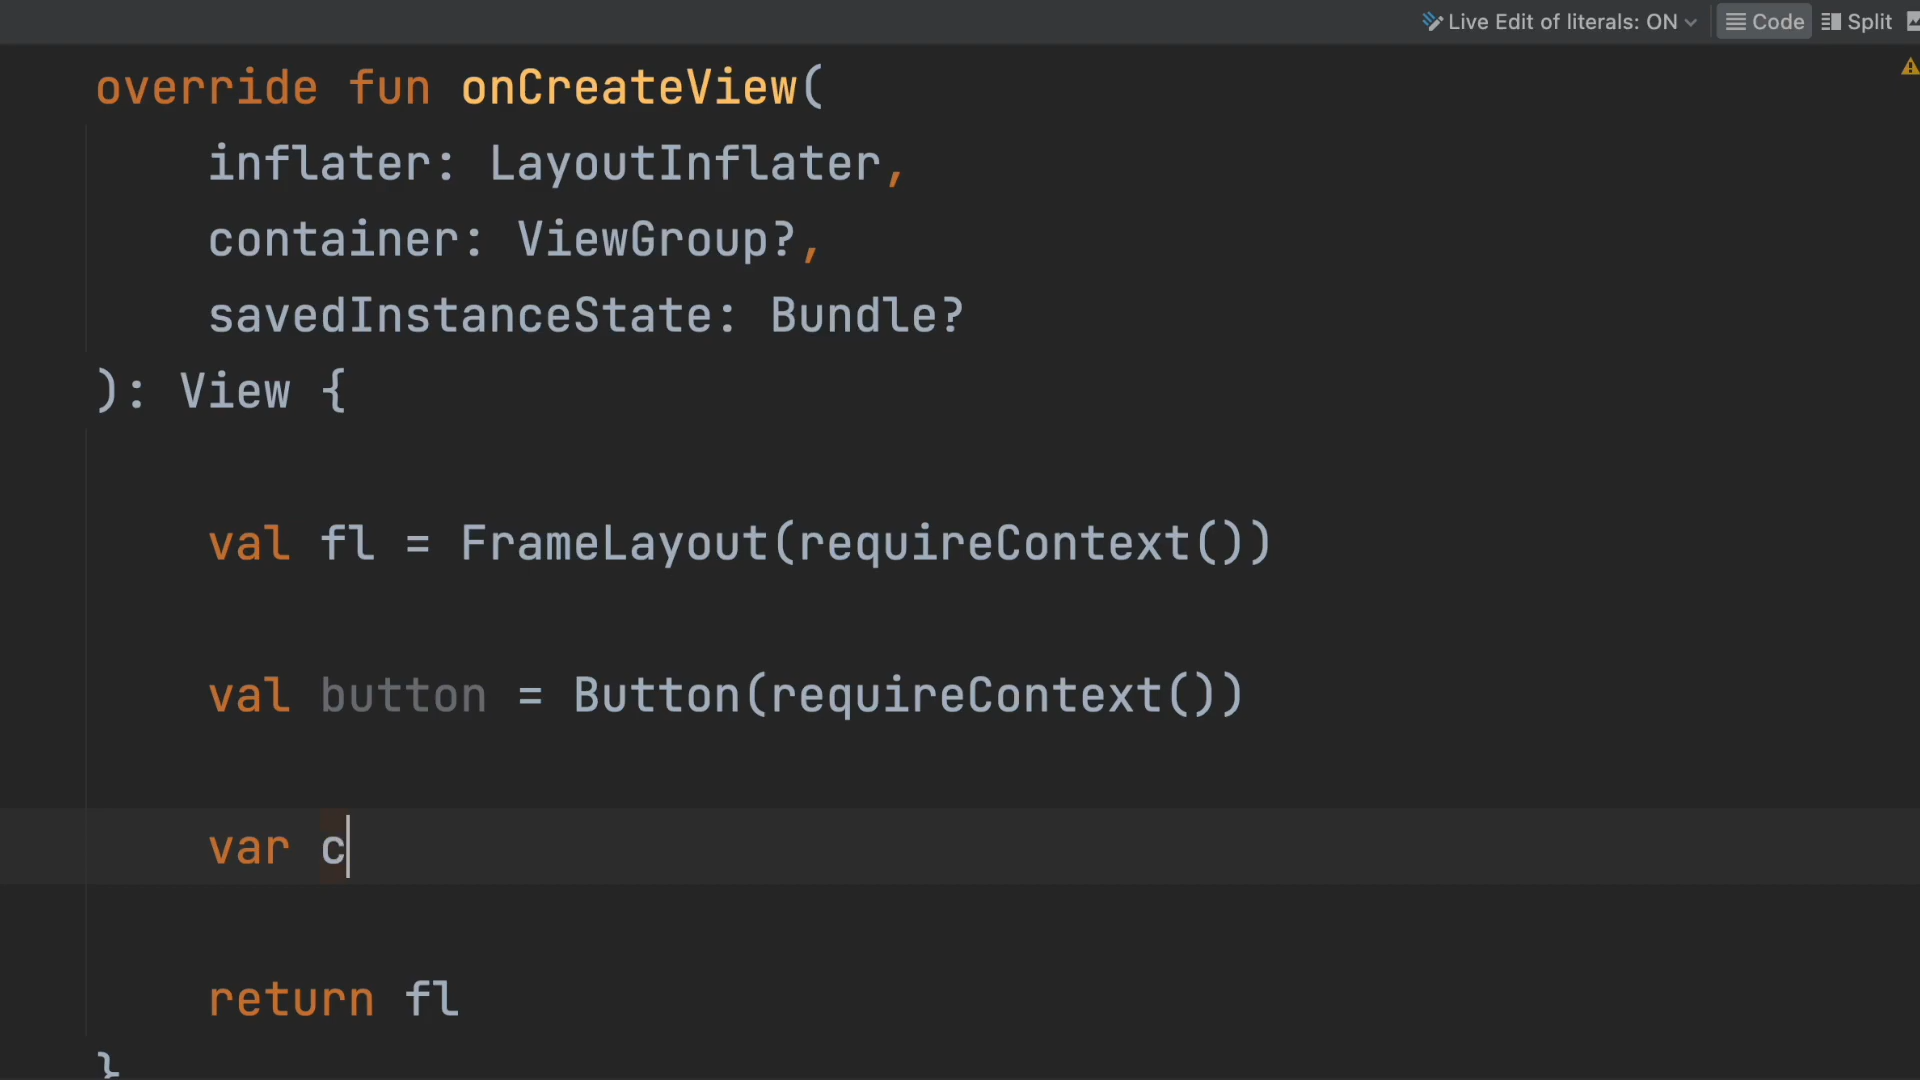 Live Edit of literals: ON Code Split
override fun onCreateView(
inflater: LayoutInflater,
container: ViewGroup?,
savedInstanceState: Bundle?
): View {
val fl = FrameLayout(requireContext())
val button = Button(requireContext())
var c
return fl
}